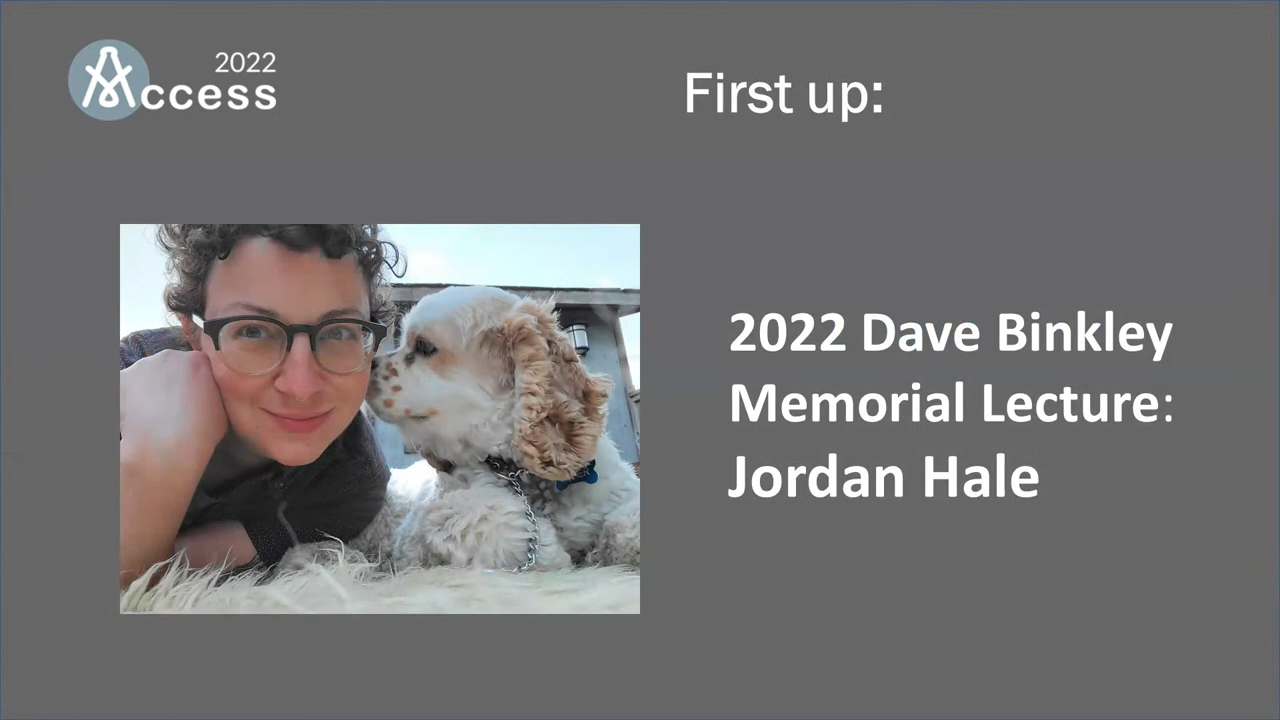 2022
Access
First up:
2022 Dave Binkley
Memorial Lecture:
Jordan Hale